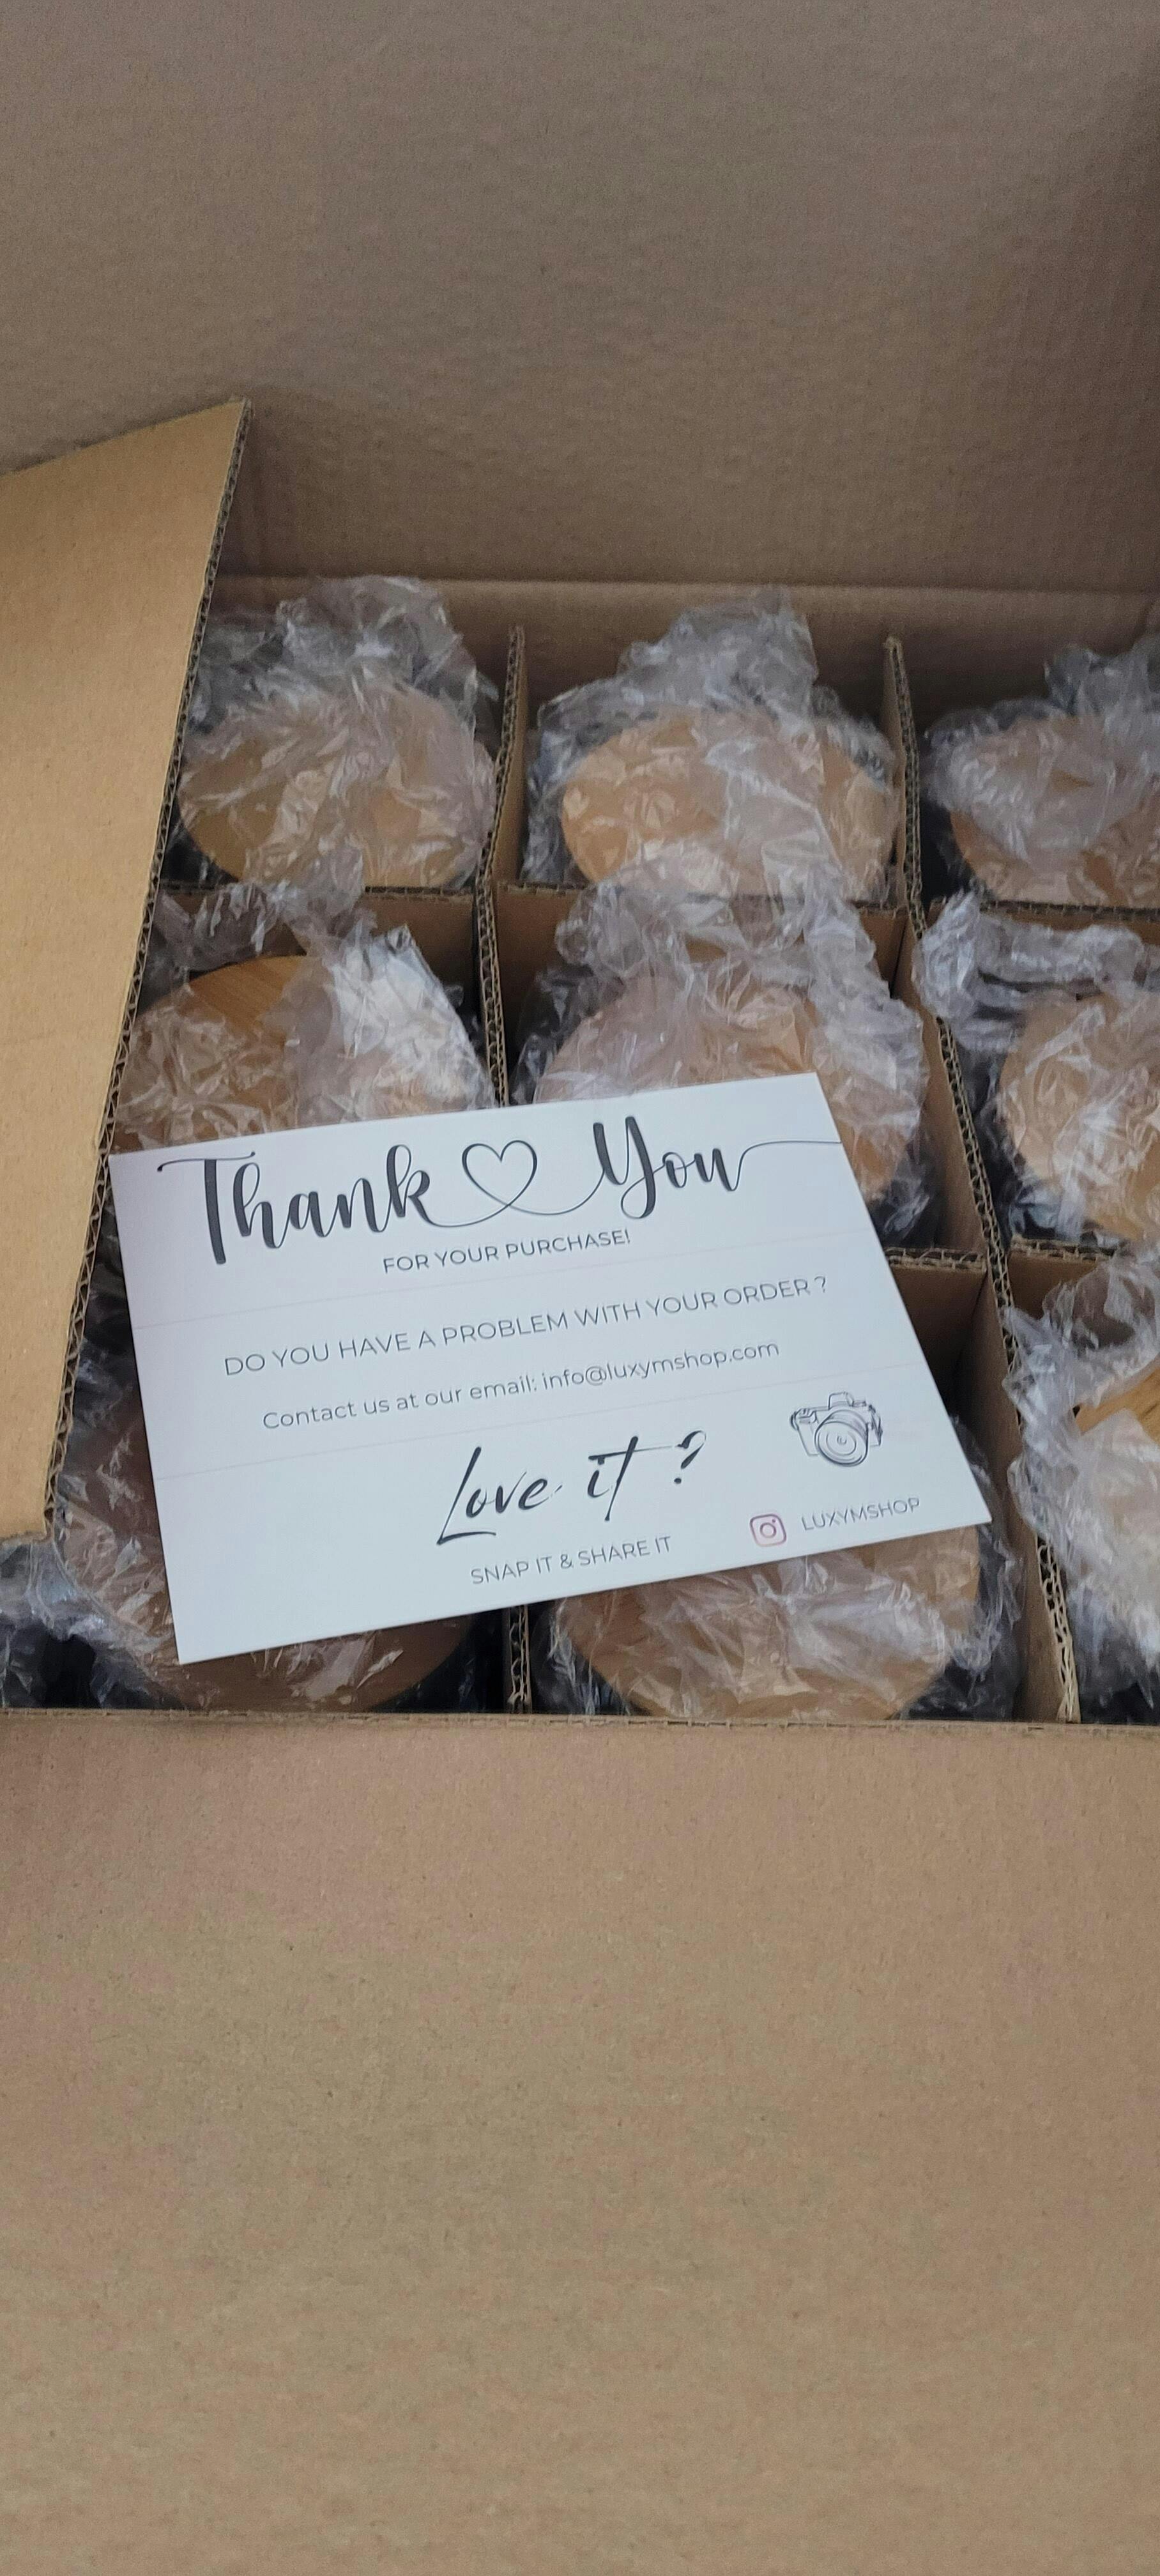 Thank You
FOR YOUR PURCHASE!
DO YOU HAVE A PROBLEM WITH YOUR ORDER ?
Contact us at our email: info@luxymshop.com
Love it ?
SNAP IT & SHARE IT
LUXYMSHOP